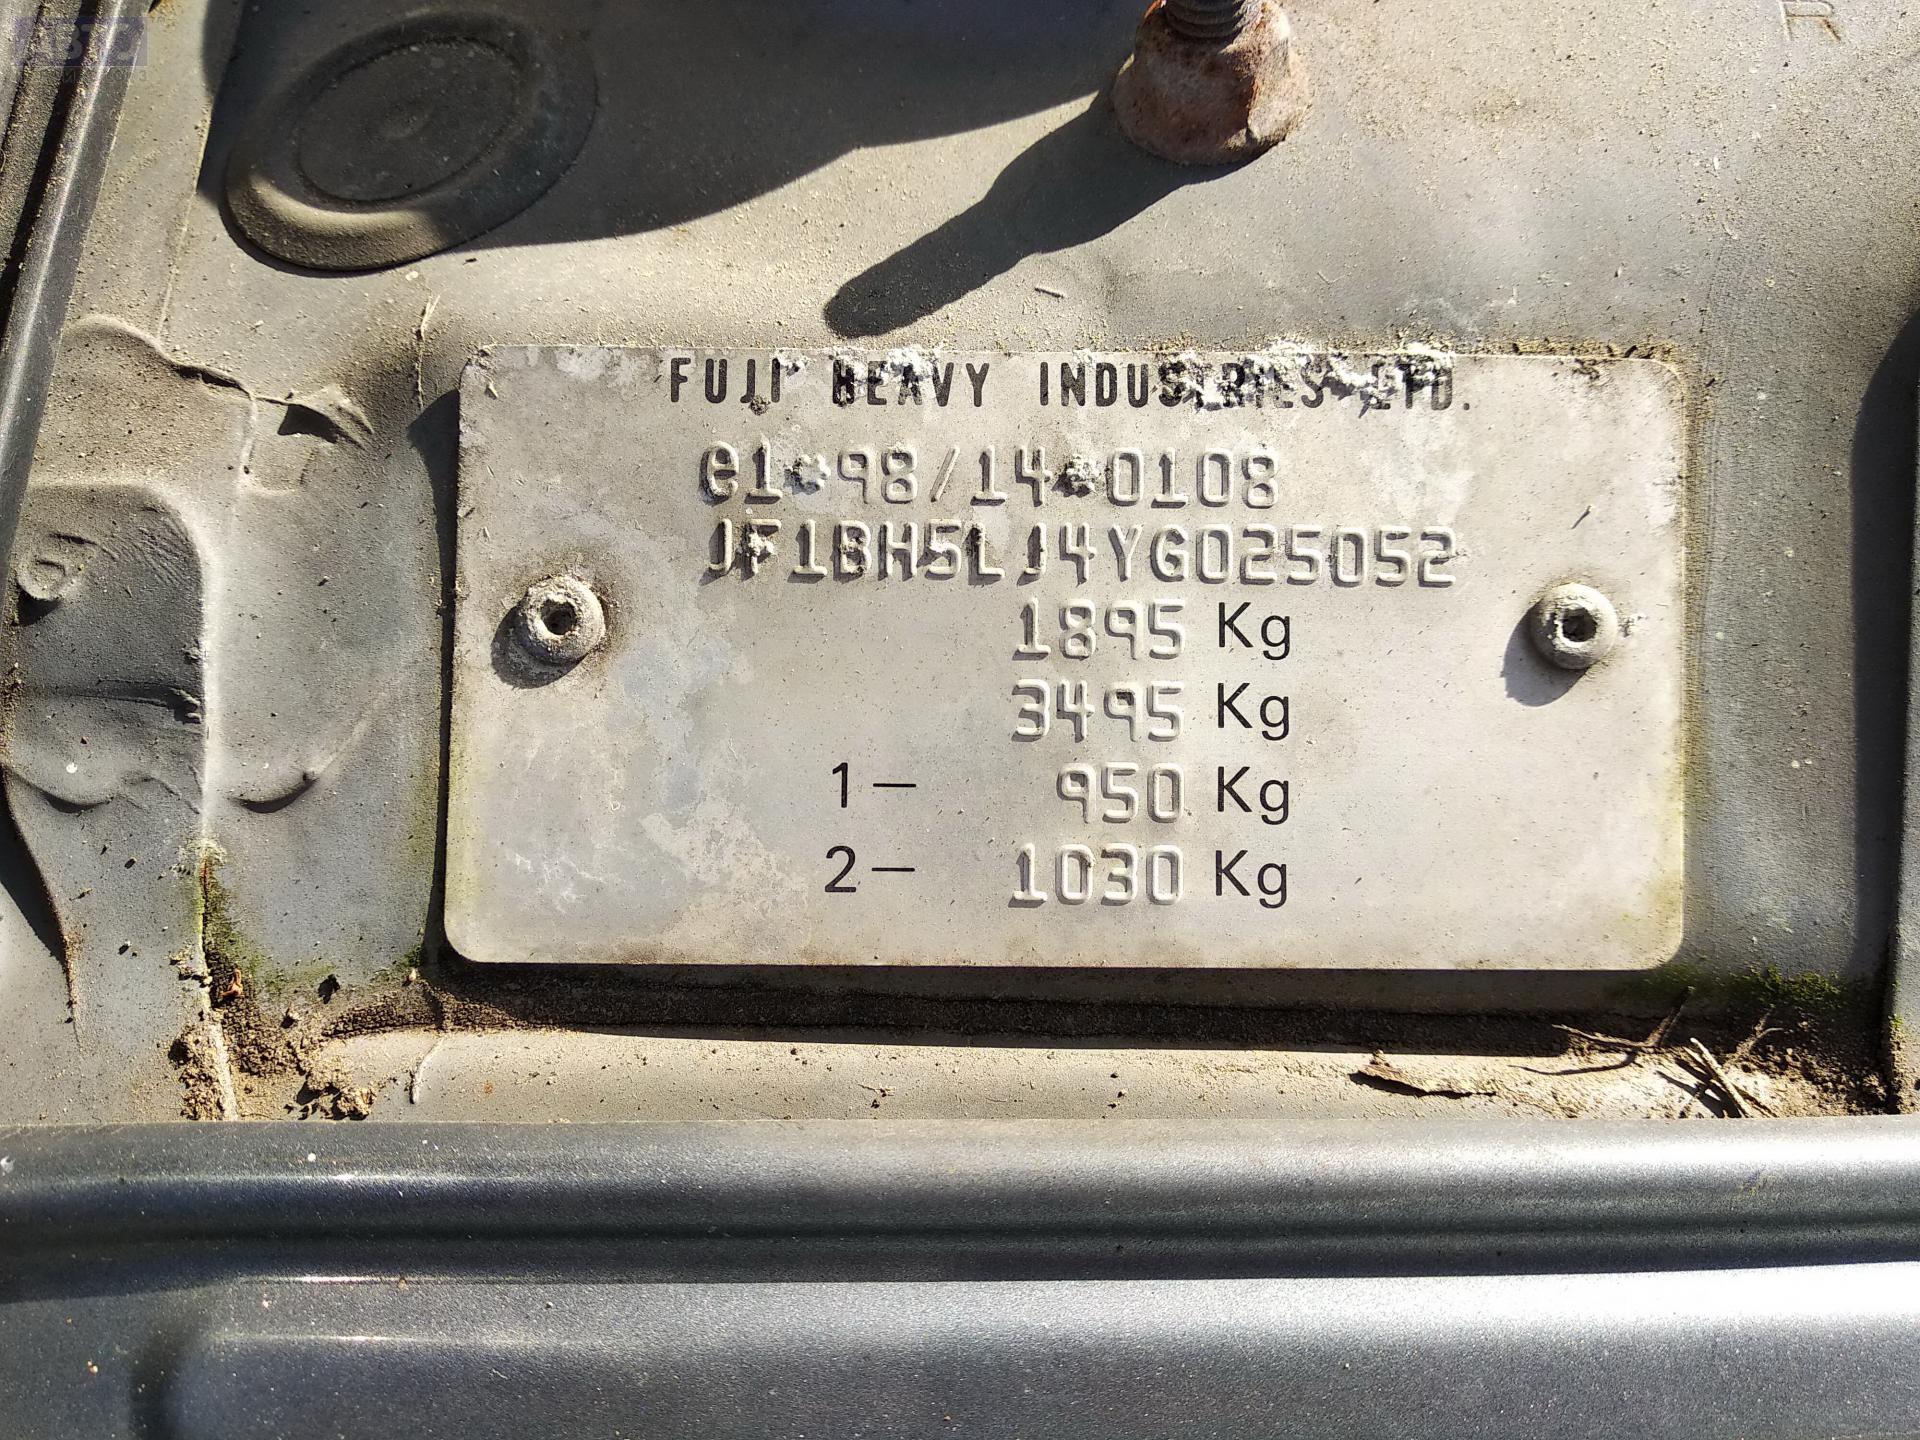 FUJI HEAVY INDUSTRIES LTD.
e1*98/14*0108
JF1BH5LJ4YG025052
1895 Kg
3495 Kg
1- 950 Kg
2- 1030 Kg
R